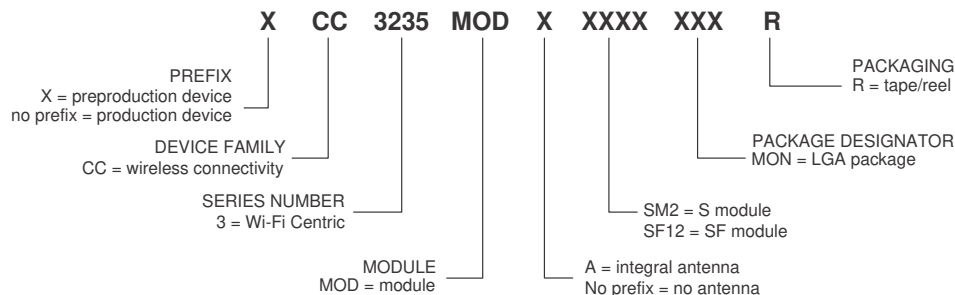 X CC 3235 MOD X XXXX XXX R
PREFIX
X = preproduction device
no prefix = production device
DEVICE FAMILY
CC = wireless connectivity
SERIES NUMBER
3 = Wi-Fi Centric
MODULE
MOD = module
PACKAGING
R = tape/reel
PACKAGE DESIGNATOR
MON = LGA package
SM2 = S module
SF12 = SF module
A = integral antenna
No prefix = no antenna